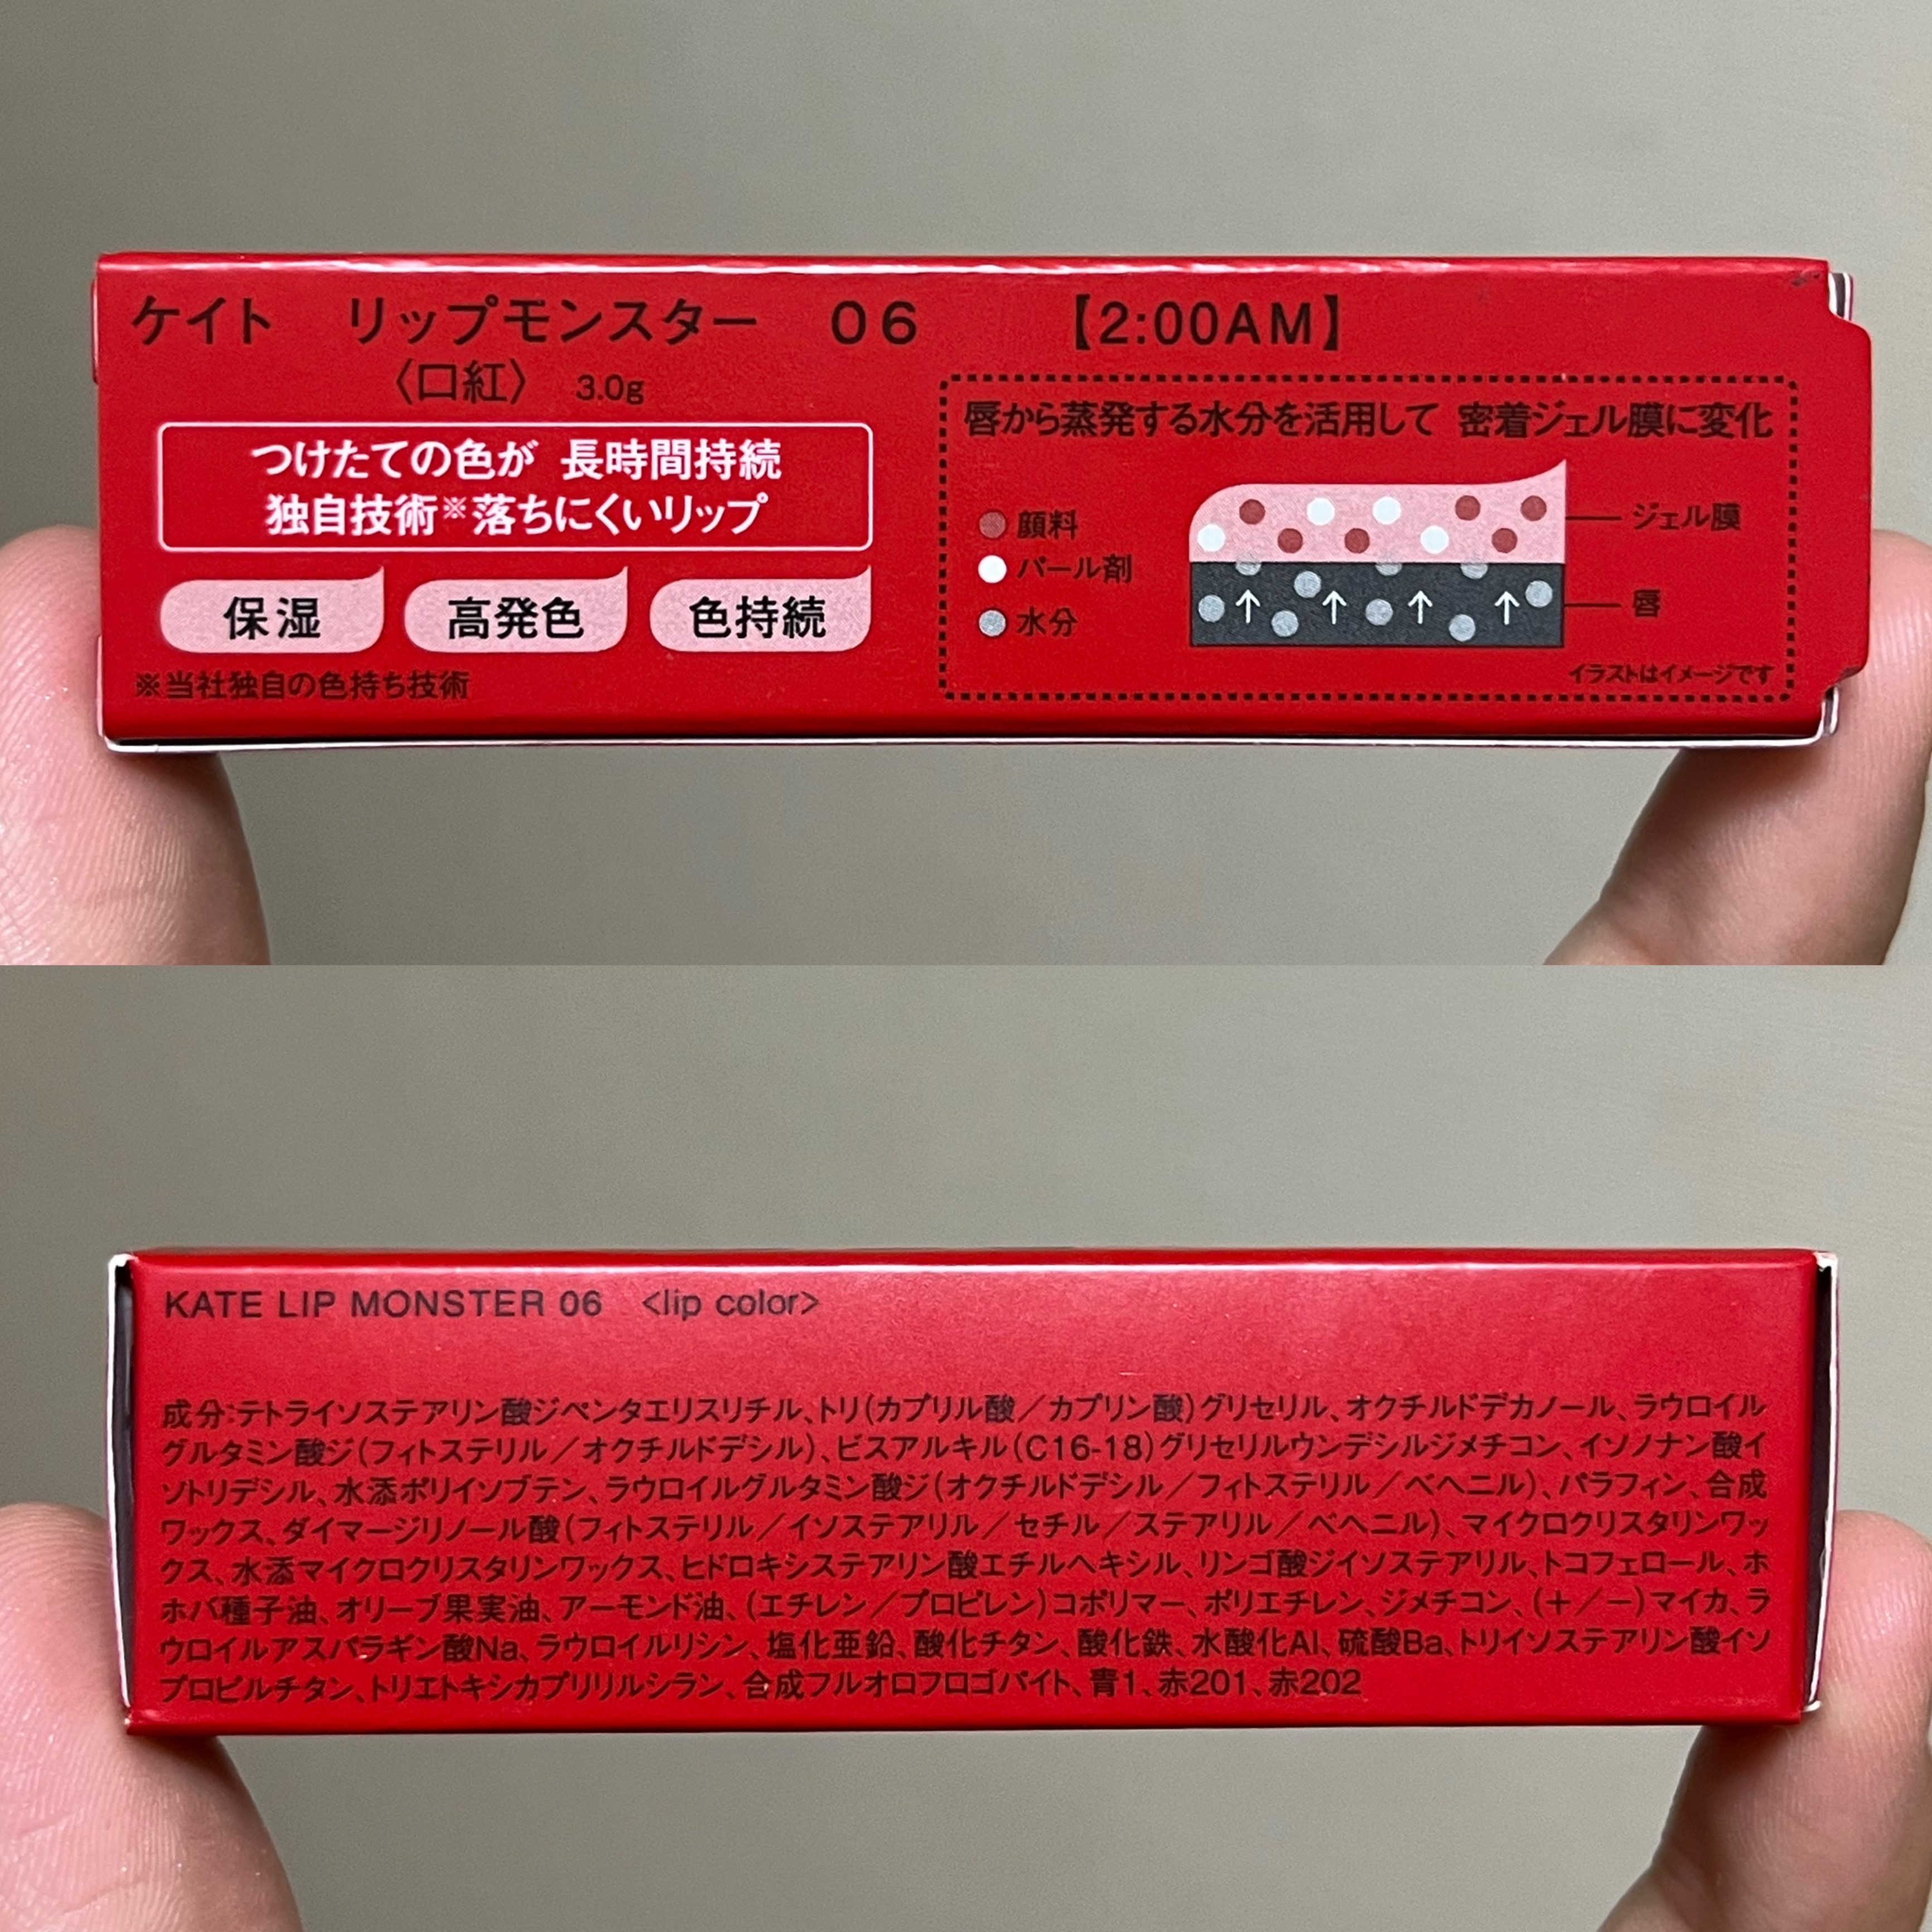 ケイト リップモンスター 06 【2:00AM】
〈口紅〉 3.0g
つけたての色が 長時間持続
独自技術※落ちにくいリップ
保湿 高発色 色持続
※当社独自の色持ち技術
唇から蒸発する水分を活用して 密着ジェル膜に変化
顔料
パール剤
水分
ジェル膜
唇
イラストはイメージです
KATE LIP MONSTER 06 <lip color>
成分:テトライソステアリン酸ジペンタエリスリチル、トリ(カプリル酸/カプリン酸)グリセリル、オクチルドデカノール、ラウロイル
グルタミン酸ジ(フィトステリル/オクチルドデシル)、ビスアルキル(C16-18)グリセリルウンデシルジメチコン、イソノナン酸イ
ソトリデシル、水添ポリイソブテン、ラウロイルグルタミン酸ジ(オクチルドデシル/フィトステリル/ベヘニル)、パラフィン、合成
ワックス、ダイマージリノール酸(フィトステリル/イソステアリル/セチル/ステアリル/ベヘニル)、マイクロクリスタリンワッ
クス、水添マイクロクリスタリンワックス、ヒドロキシステアリン酸エチルヘキシル、リンゴ酸ジイソステアリル、トコフェロール、ホ
ホバ種子油、オリーブ果実油、アーモンド油、(エチレン/プロピレン)コポリマー、ポリエチレン、ジメチコン、(+/−)マイカ、ラ
ウロイルアスパラギン酸Na、ラウロイルリシン、塩化亜鉛、酸化チタン、酸化鉄、水酸化Al、硫酸Ba、トリイソステアリン酸イソ
プロピルチタン、トリエトキシカプリリルシラン、合成フルオロフロゴパイト、青1、赤201、赤202